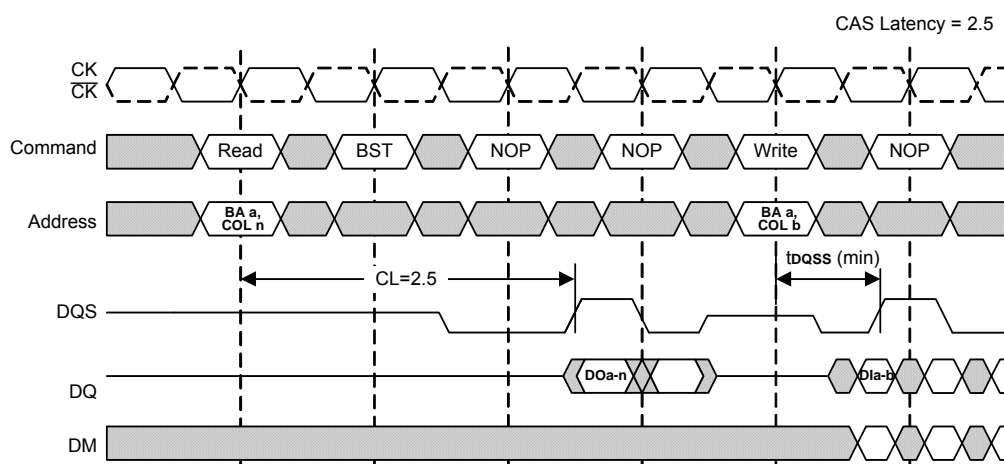 CAS Latency = 2.5
CK
CK
Command
Read
BST
NOP
NOP
Write
NOP
Address
BA a,
COL n
BA a,
COL b
CL=2.5
tDQSS (min)
DQS
DQ
DOa-n
DIa-b
DM